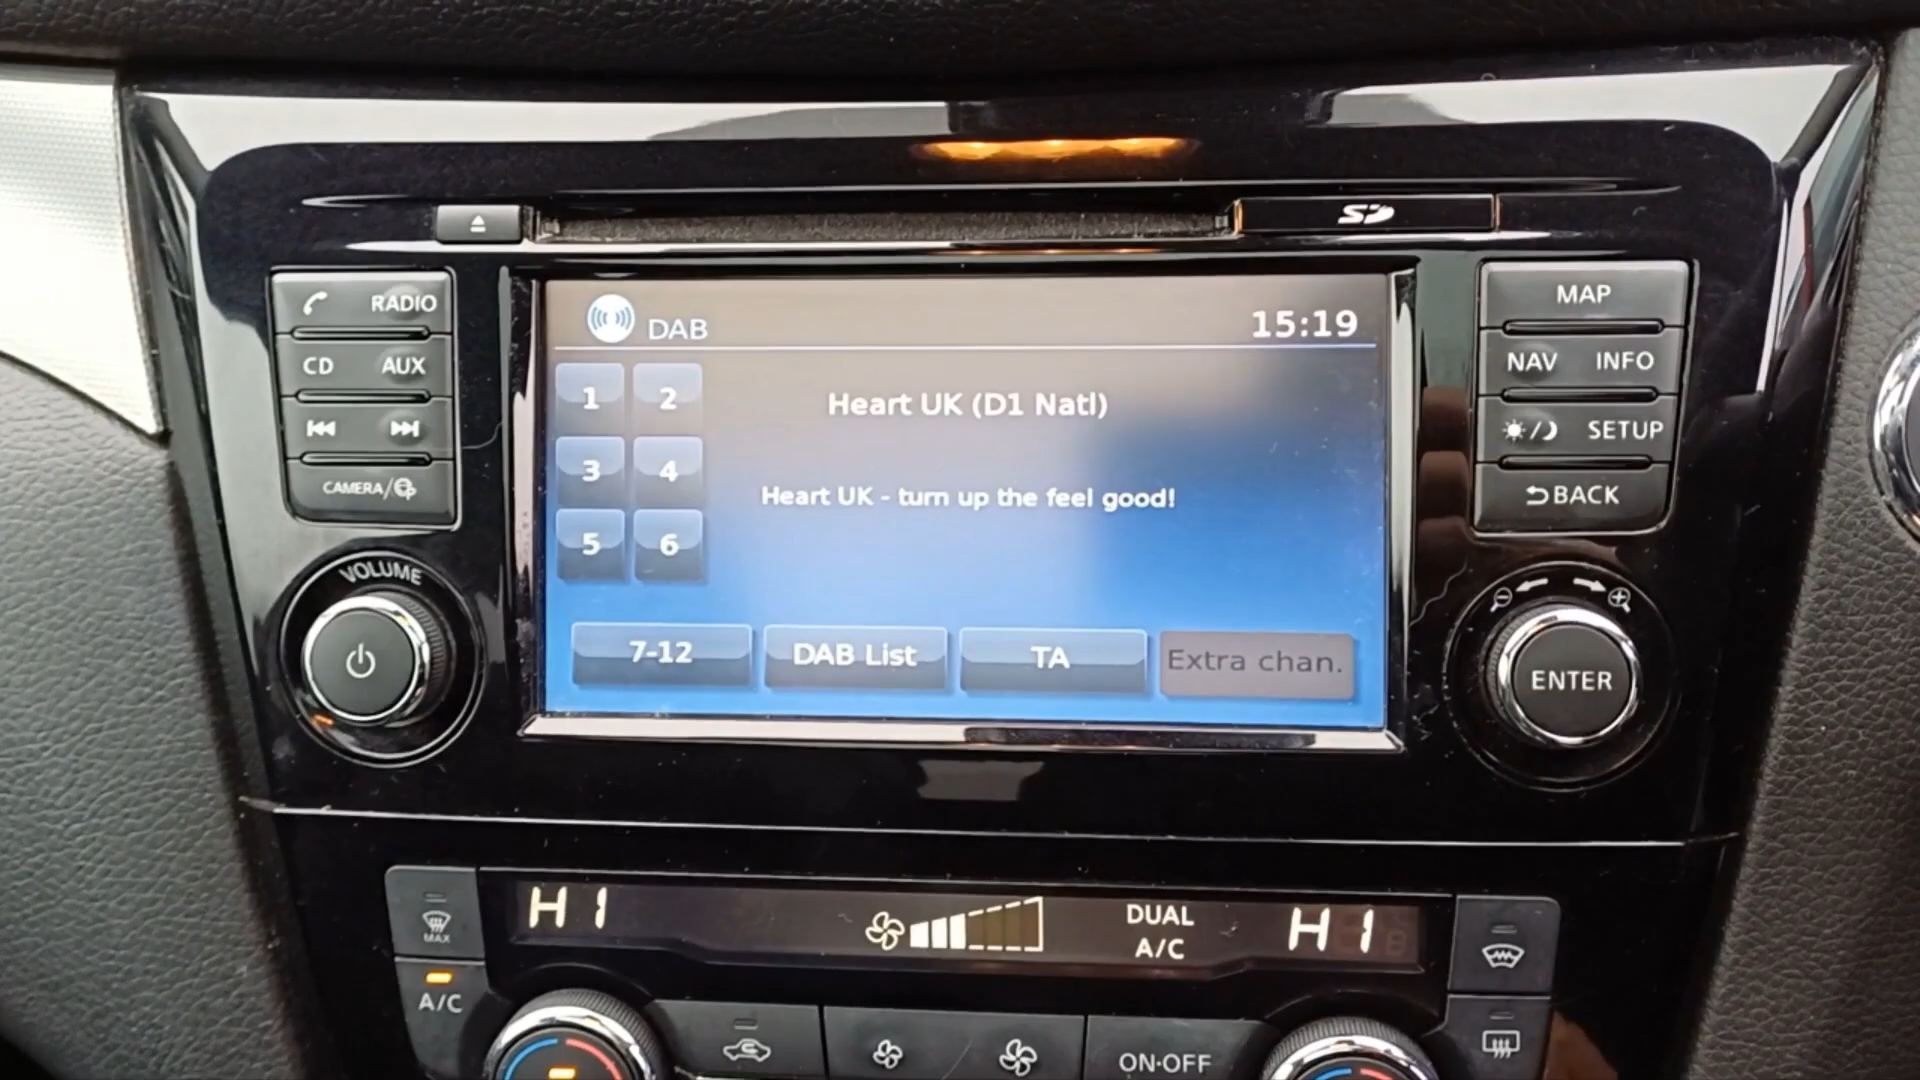 SD
RADIO
CD AUX
CAMERA/
VOLUME
DAB
15:19
1 2
3 4
5 6
Heart UK (D1 Natl)
Heart UK - turn up the feel good!
7-12
DAB List
TA
Extra chan.
MAP
NAV INFO
SETUP
BACK
ENTER
MAX
A/C
HI
DUAL
A/C
HI
ON·OFF